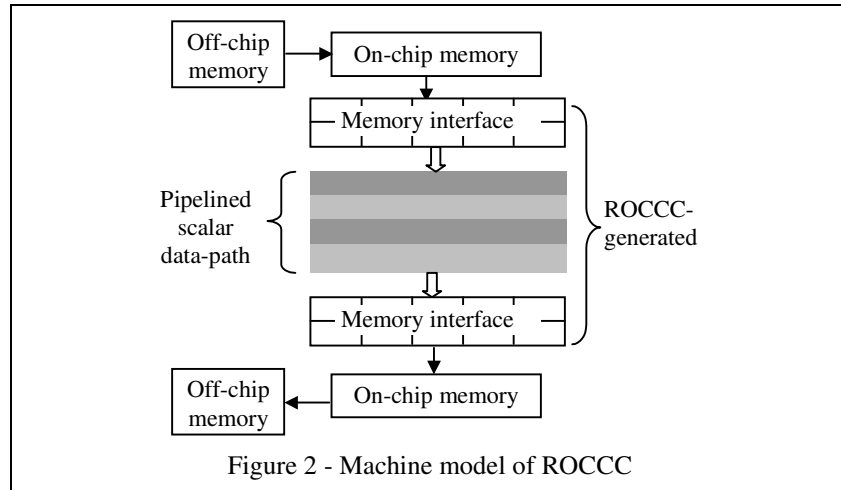 Off-chip
memory
On-chip memory
Memory interface
Pipelined
scalar
data-path
ROCCC-
generated
Memory interface
Off-chip
memory
On-chip memory
Figure 2 - Machine model of ROCCC